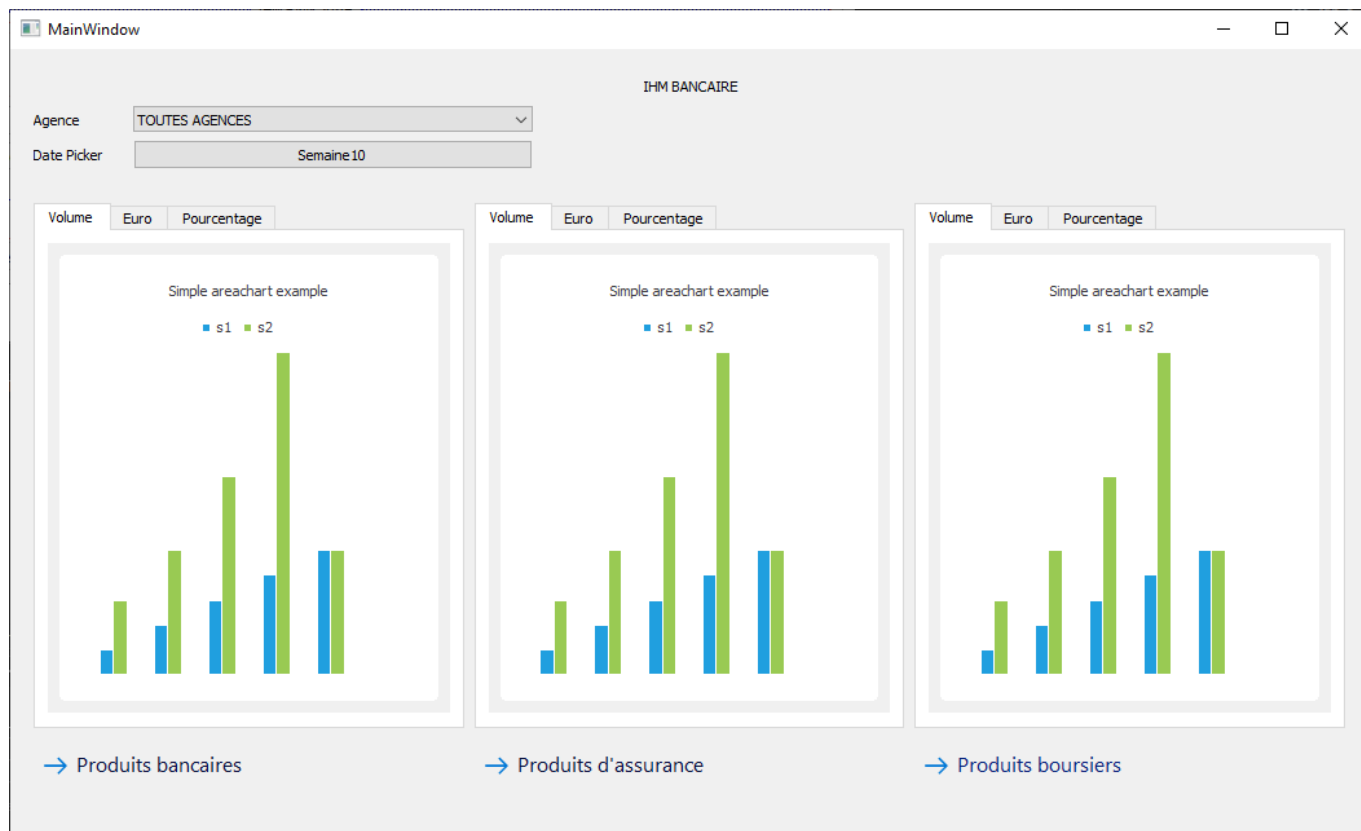 MainWindow
IHM BANCAIRE
Agence TOUTES AGENCES
Date Picker Semaine10
Volume Euro Pourcentage Volume Euro Pourcentage Volume Euro Pourcentage
Simple areachart example Simple areachart example Simple areachart example
s1 s2 s1 s2 s1 s2
Produits bancaires Produits d'assurance Produits boursiers